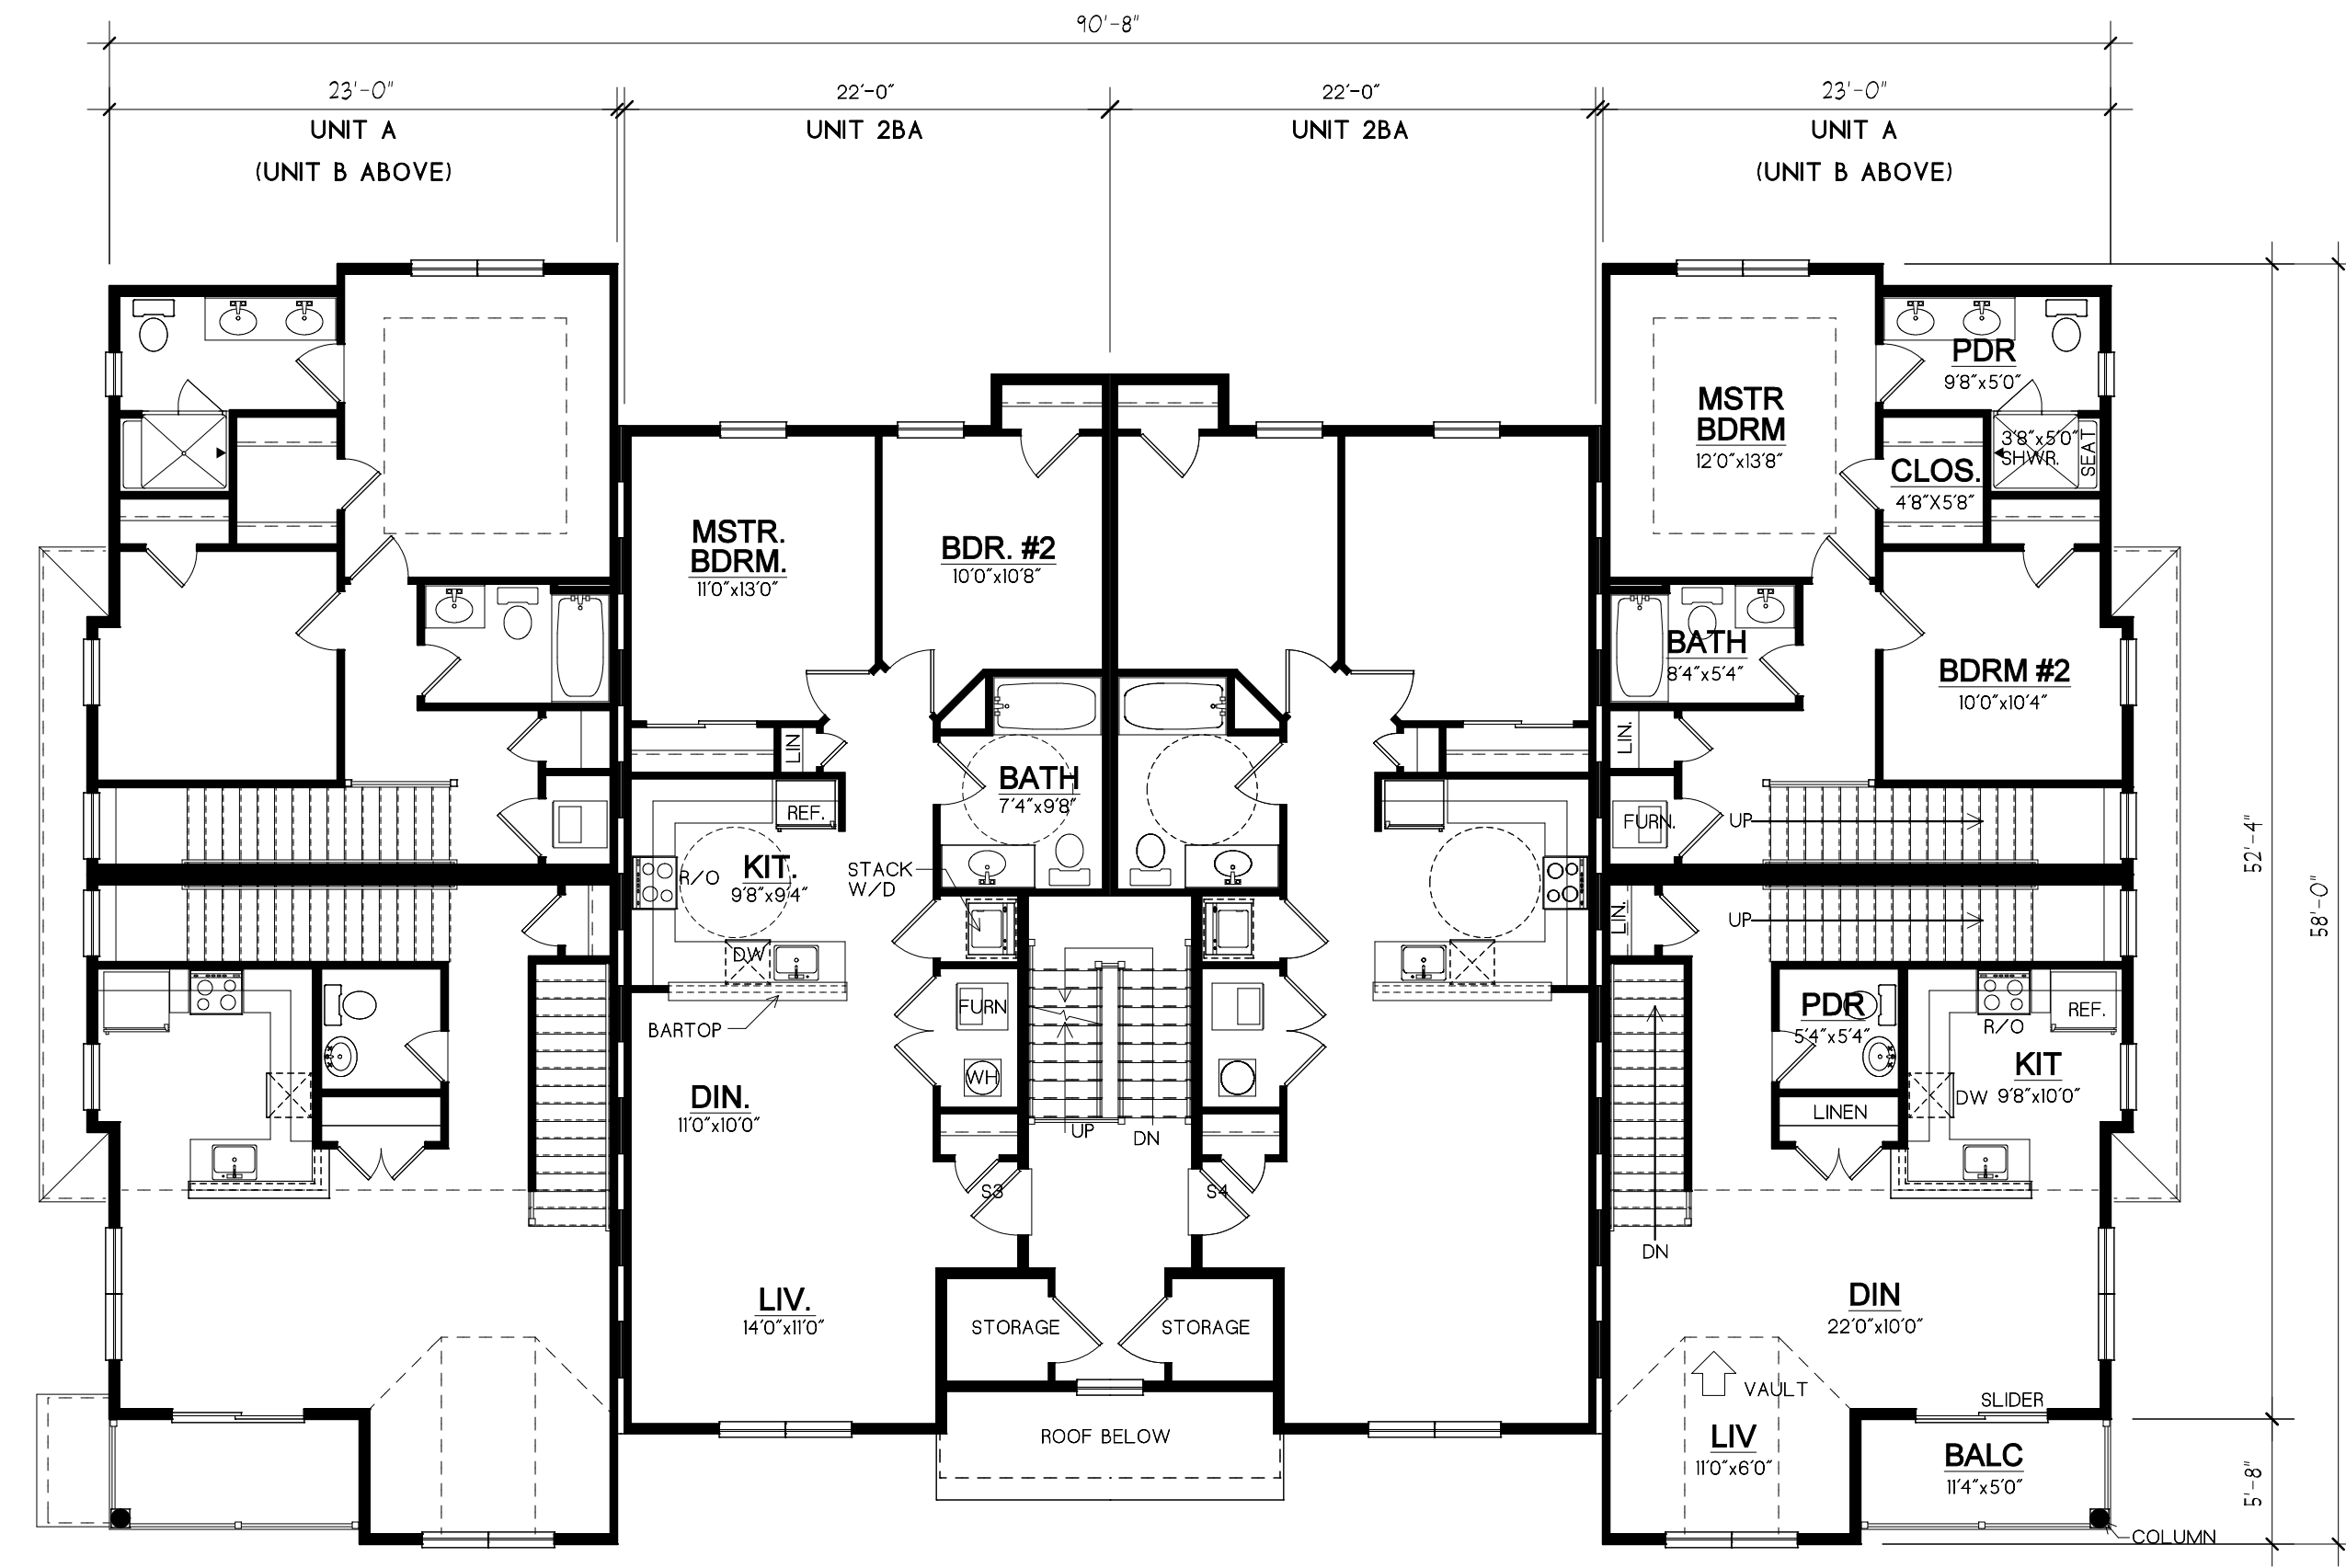 90'-8"
23'-0"
22'-0"
22'-0"
23'-0"
UNIT A
UNIT 2BA
UNIT 2BA
UNIT A
(UNIT B ABOVE)
(UNIT B ABOVE)
MSTR.
BDRM.
11'0"x13'0"
BDR. #2
10'0"x10'8"
LIN
BATH
7'4"x9'8"
REF.
KIT.
9'8"x9'4"
R/O
STACK
W/D
DW
BARTOP
FURN
WH
DIN.
11'0"x10'0"
UP
DN
S3
S4
LIV.
14'0"x11'0"
STORAGE
STORAGE
ROOF BELOW
MSTR
BDRM
12'0"x13'8"
PDR
9'8"x5'0"
CLOS.
4'8"X5'8"
3'8"x5'0"
SHWR.
SEAT
BATH
8'4"x5'4"
BDRM #2
10'0"x10'4"
LIN.
FURN.
UP
LIN.
UP
PDR
5'4"x5'4"
R/O
REF.
KIT
9'8"x10'0"
DW
LINEN
DN
DIN
22'0"x10'0"
VAULT
SLIDER
LIV
11'0"x6'0"
BALC
11'4"x5'0"
COLUMN
52'-4"
58'-0"
5'-8"